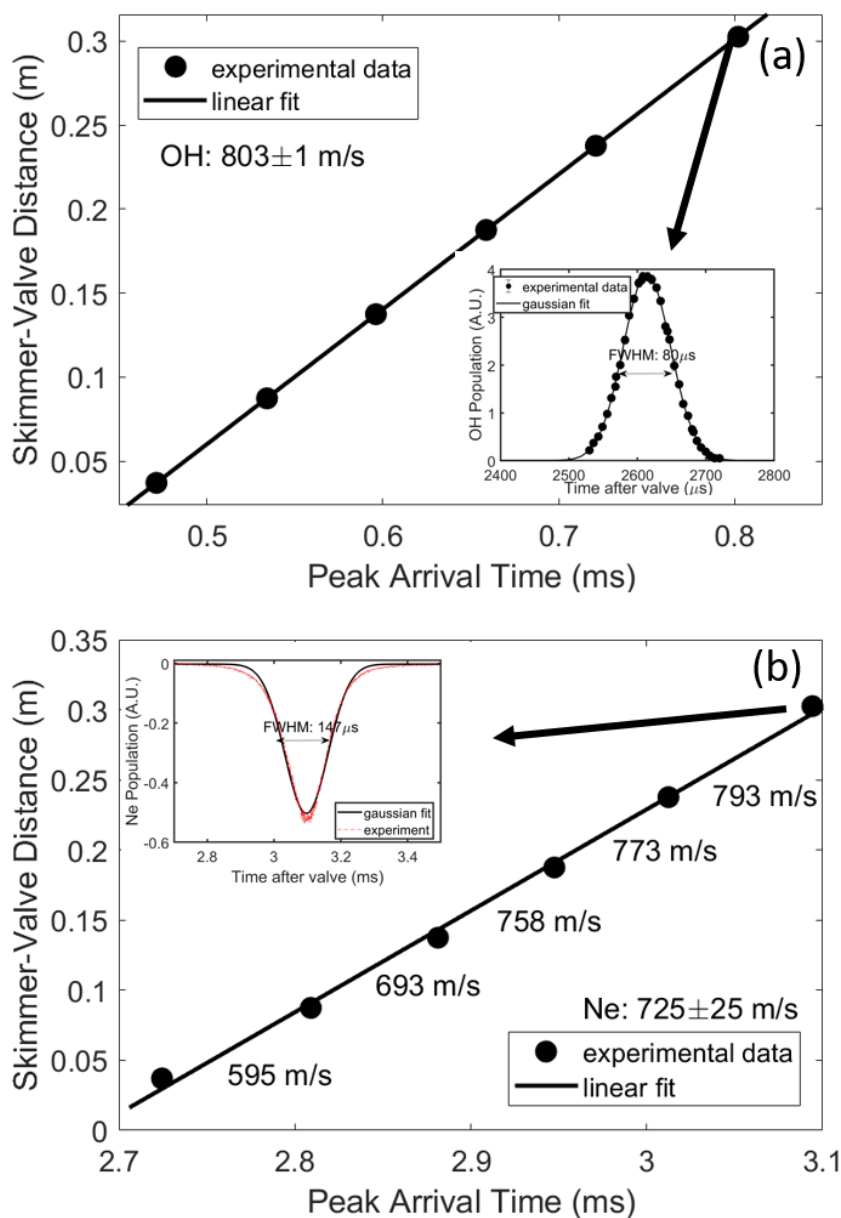 (a)
experimental data
linear fit
OH: 803±1 m/s
0.3
0.25
0.2
0.15
0.1
0.05
Skimmer-Valve Distance (m)
0.5 0.6 0.7 0.8
Peak Arrival Time (ms)
experimental data
gaussian fit
FWHM: 80μs
4
3
2
1
0
OH Population (A.U.)
2400 2500 2600 2700 2800
Time after valve (μs)
(b)
0.35
0.3
0.25
0.2
0.15
0.1
0.05
0
Skimmer-Valve Distance (m)
0
-0.2
-0.4
-0.6
Ne Population (A.U.)
FWHM: 147μs
gaussian fit
experiment
2.8 3 3.2 3.4
Time after valve (ms)
793 m/s
773 m/s
758 m/s
693 m/s
595 m/s
Ne: 725±25 m/s
experimental data
linear fit
2.7 2.8 2.9 3 3.1
Peak Arrival Time (ms)